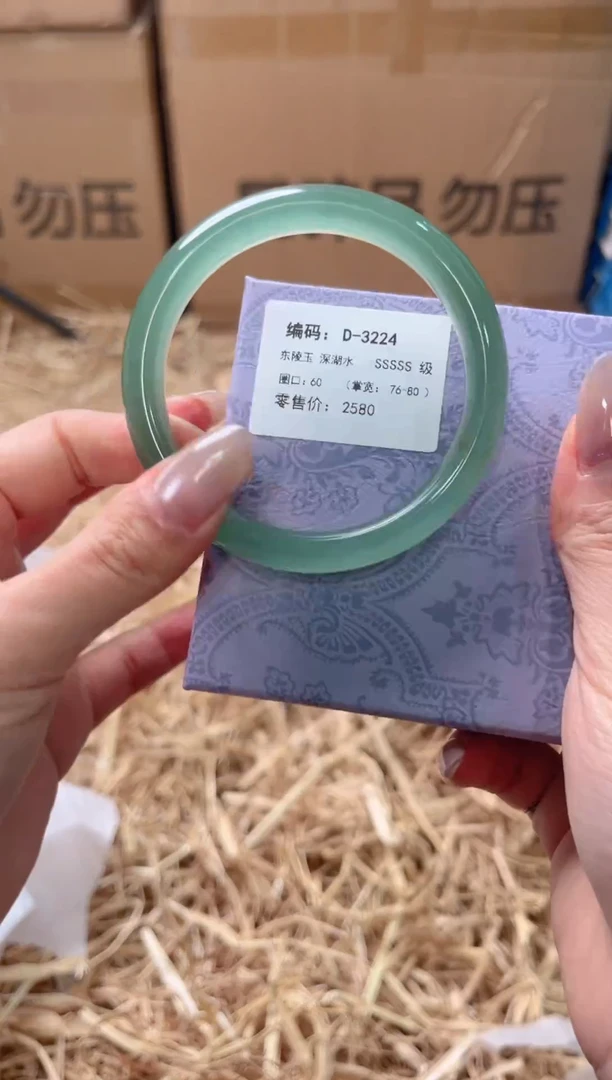 勿压
勿压
编码：D-3224
东陵玉 深湖水 SSSSS 级
圈口：60 （掌宽：76-80 ）
零售价：2580